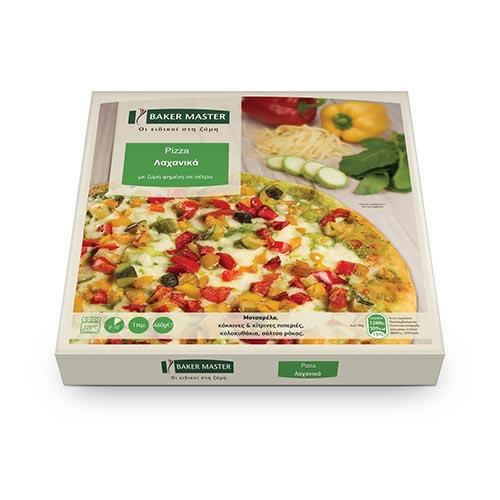 BAKER MASTER
Οι ειδικοί στη ζύμη
Pizza
Λαχανικά
με ζύμη ψημένη σε πέτρα
Μοτσαρέλα,
κόκκινες & κίτρινες πιπεριές,
κολοκυθάκια, σάλτσα ρόκας.
220°C
1τεμ.
460gr
BAKER MASTER
Οι ειδικοί στη ζύμη
Pizza
Λαχανικά